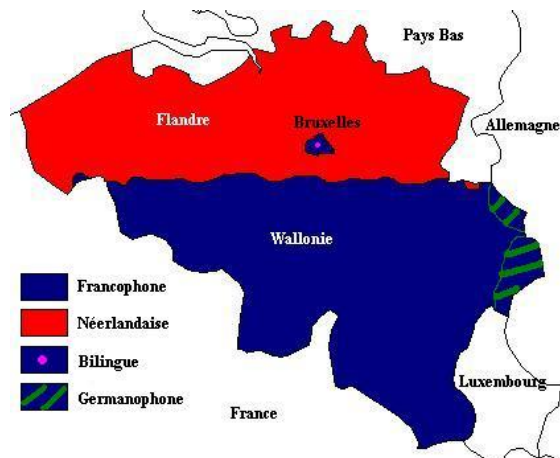 Pays Bas
Flandre
Bruxelles
Allemagne
Wallonie
Francophone
Néerlandaise
Bilingue
Germanophone
Luxembourg
France